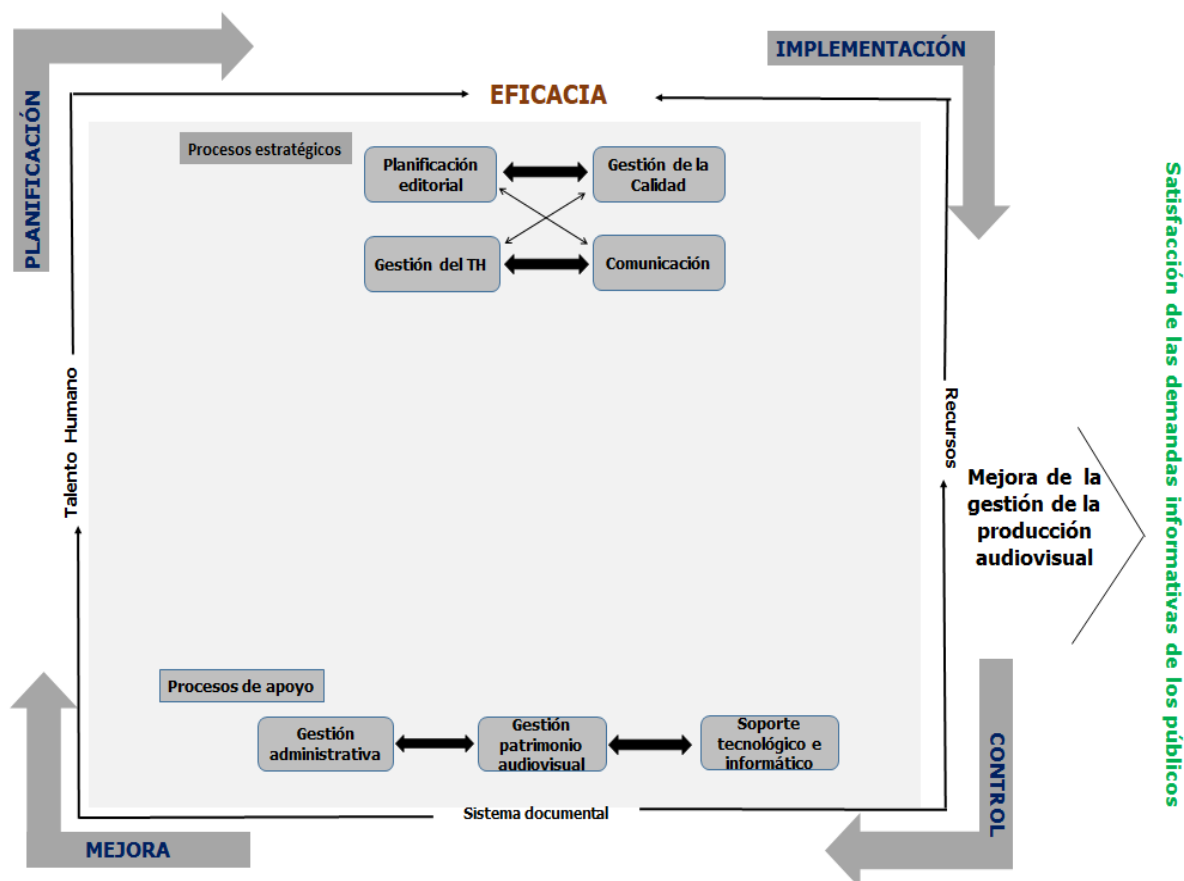 PLANIFICACIÓN
IMPLEMENTACIÓN
EFICACIA
Procesos estratégicos
Planificación
editorial
Gestión de la
Calidad
Gestión del TH
Comunicación
Talento Humano
Recursos
Mejora de la
gestión de la
producción
audiovisual
Satisfacción de las demandas informativas de los públicos
Procesos de apoyo
Gestión
administrativa
Gestión
patrimonio
audiovisual
Soporte
tecnológico e
informático
Sistema documental
MEJORA
CONTROL